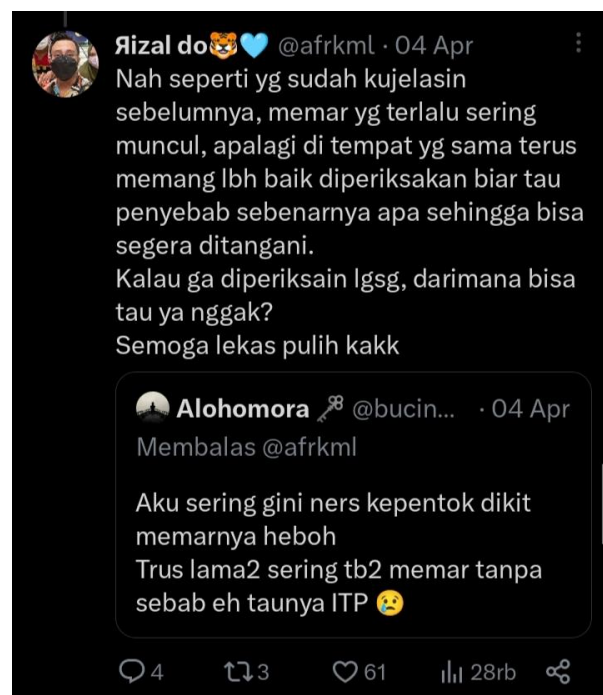 Яizal do🐯🩵 @afrkml · 04 Apr
Nah seperti yg sudah kujelasin
sebelumnya, memar yg terlalu sering
muncul, apalagi di tempat yg sama terus
memang lbh baik diperiksakan biar tau
penyebab sebenarnya apa sehingga bisa
segera ditangani.
Kalau ga diperiksain lgsg, darimana bisa
tau ya nggak?
Semoga lekas pulih kakk
Alohomora 🗝 @bucin... · 04 Apr
Membalas @afrkml
Aku sering gini ners kepentok dikit
memarnya heboh
Trus lama2 sering tb2 memar tanpa
sebab eh taunya ITP 😢
4 3 61 28rb